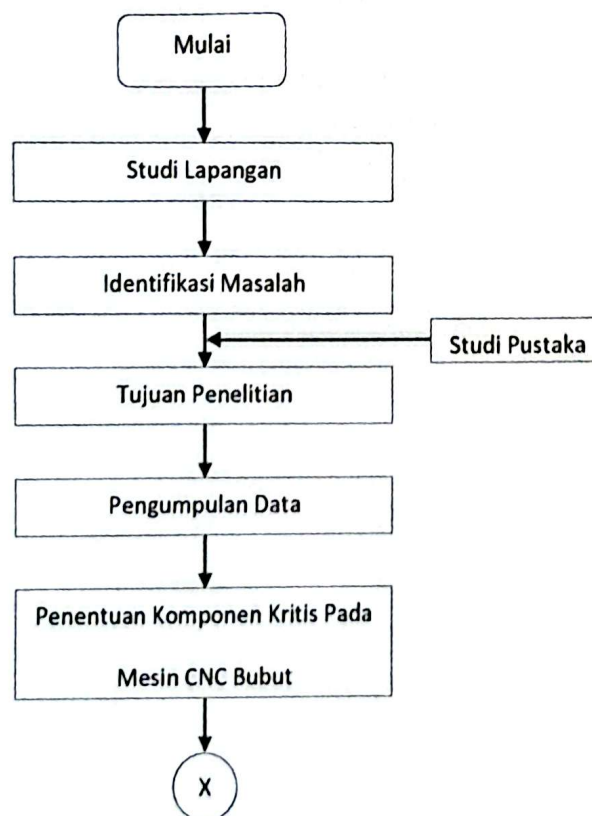 Mulai
Studi Lapangan
Identifikasi Masalah
Studi Pustaka
Tujuan Penelitian
Pengumpulan Data
Penentuan Komponen Kritis Pada
Mesin CNC Bubut
X